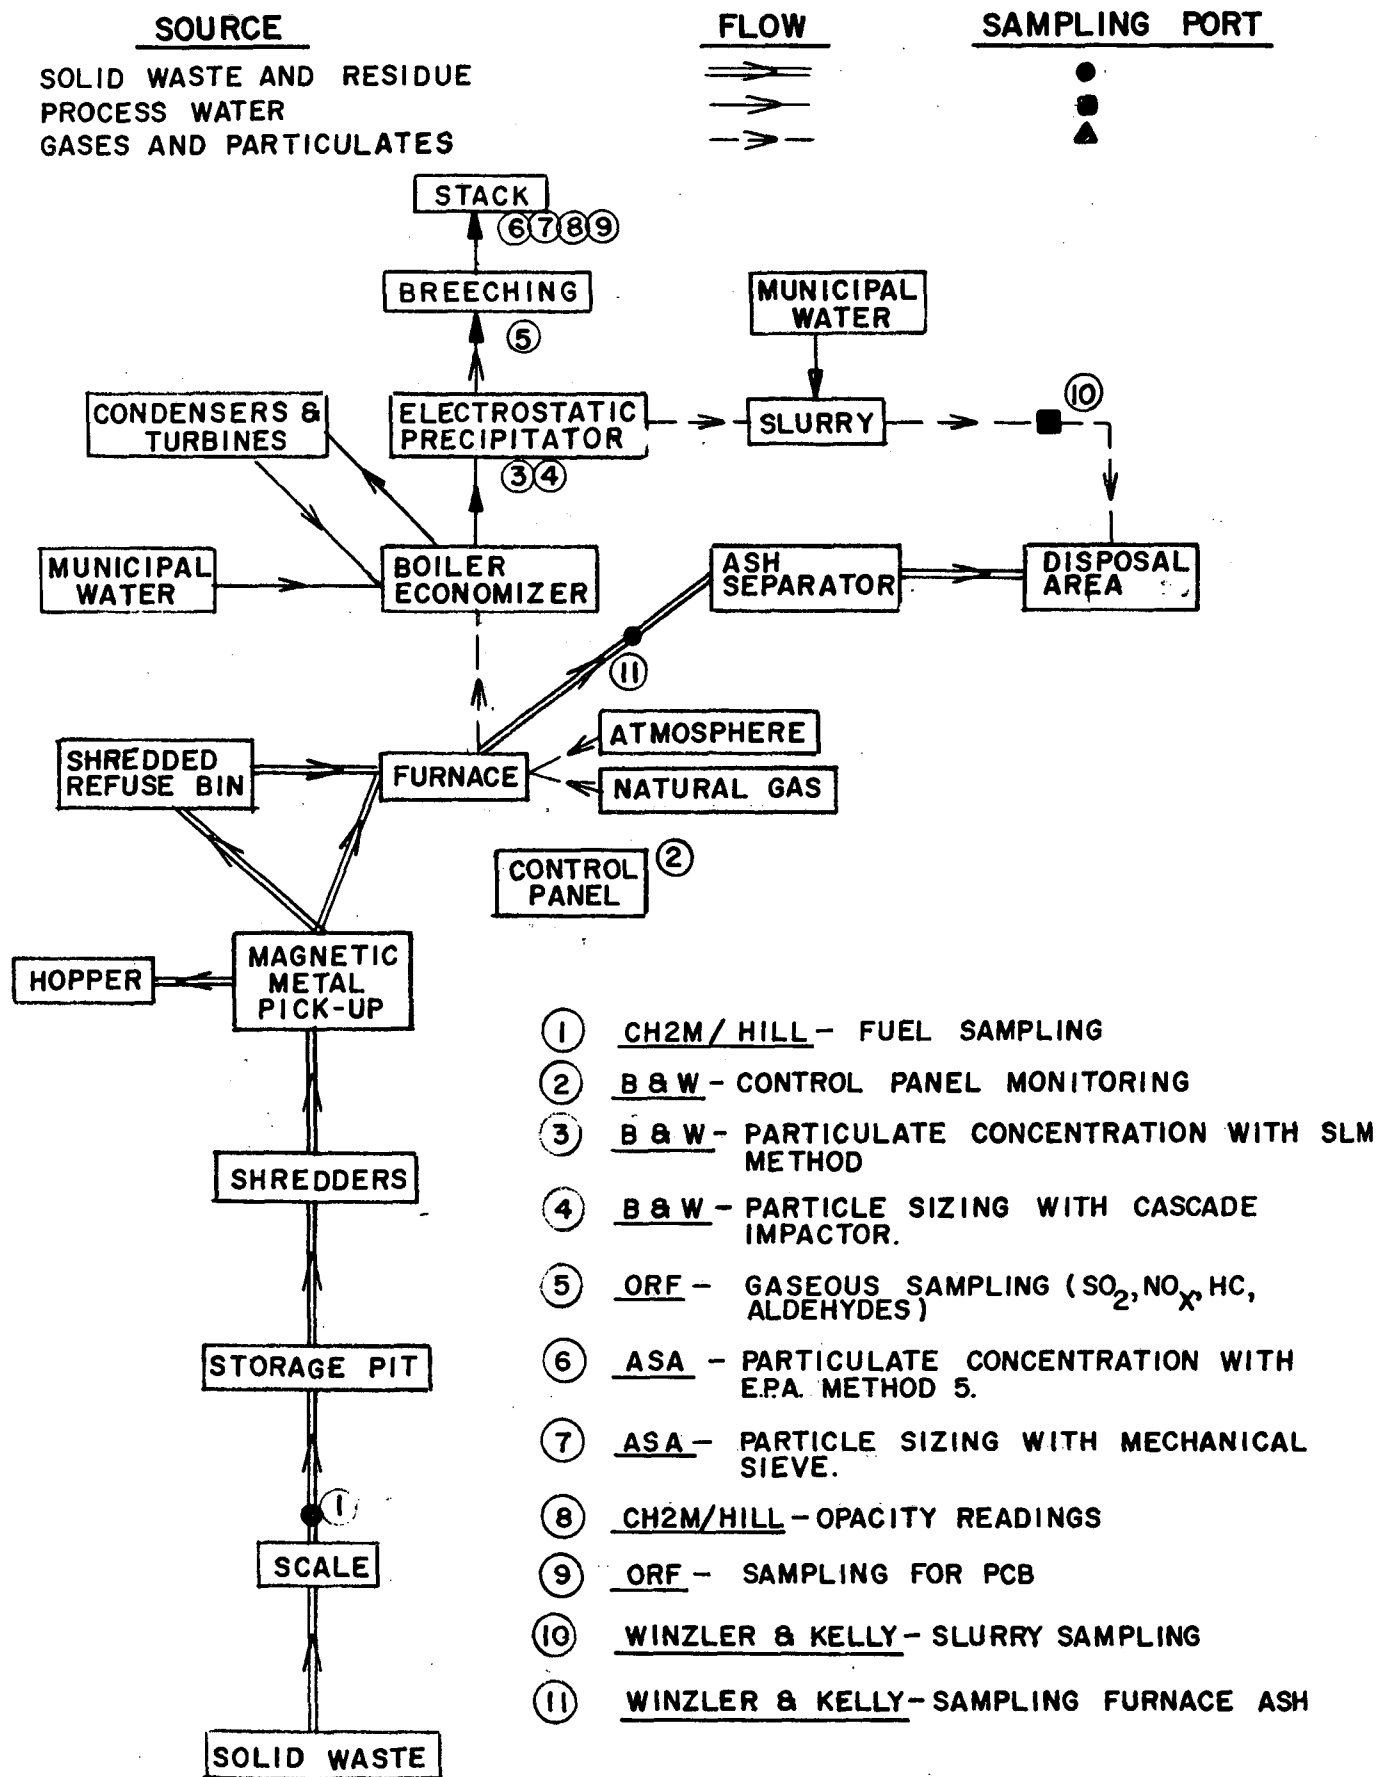 SOURCE FLOW SAMPLING PORT
SOLID WASTE AND RESIDUE
PROCESS WATER
GASES AND PARTICULATES
STACK
6 7 8 9
BREECHING
5
MUNICIPAL
WATER
CONDENSERS &
TURBINES
ELECTROSTATIC
PRECIPITATOR
3 4
SLURRY
10
MUNICIPAL
WATER
BOILER
ECONOMIZER
ASH
SEPARATOR
DISPOSAL
AREA
11
SHREDDED
REFUSE BIN
FURNACE
ATMOSPHERE
NATURAL GAS
CONTROL
PANEL
2
HOPPER
MAGNETIC
METAL
PICK-UP
SHREDDERS
STORAGE PIT
1
SCALE
SOLID WASTE
1 CH2M/HILL- FUEL SAMPLING
2 B & W- CONTROL PANEL MONITORING
3 B & W- PARTICULATE CONCENTRATION WITH SLM
METHOD
4 B & W- PARTICLE SIZING WITH CASCADE
IMPACTOR.
5 ORF- GASEOUS SAMPLING (SO2, NOX, HC,
ALDEHYDES)
6 ASA - PARTICULATE CONCENTRATION WITH
E.P.A. METHOD 5.
7 ASA- PARTICLE SIZING WITH MECHANICAL
SIEVE.
8 CH2M/HILL-OPACITY READINGS
9 ORF- SAMPLING FOR PCB
10 WINZLER & KELLY- SLURRY SAMPLING
11 WINZLER & KELLY-SAMPLING FURNACE ASH